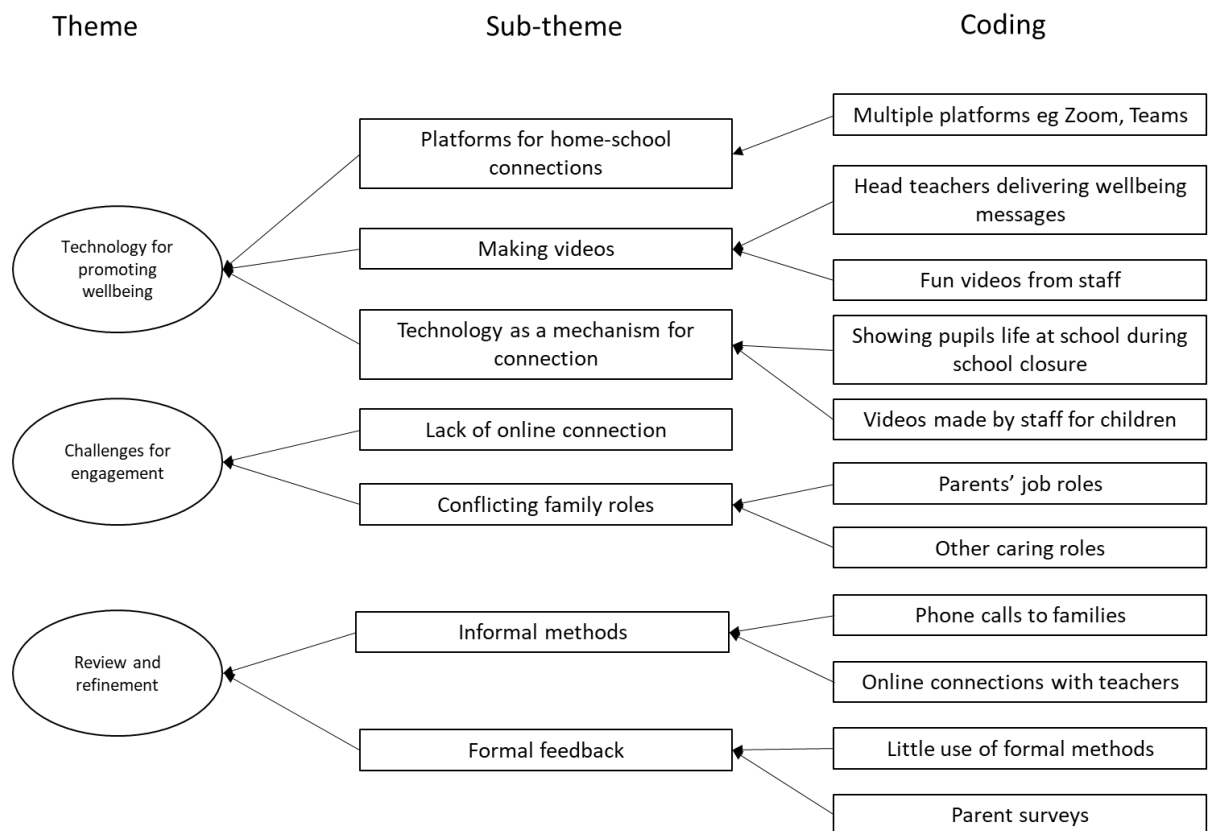 Theme
Sub-theme
Coding
Technology for
promoting
wellbeing
Platforms for home-school
connections
Multiple platforms eg Zoom, Teams
Making videos
Head teachers delivering wellbeing
messages
Fun videos from staff
Technology as a mechanism for
connection
Showing pupils life at school during
school closure
Videos made by staff for children
Challenges for
engagement
Lack of online connection
Conflicting family roles
Parents’ job roles
Other caring roles
Review and
refinement
Informal methods
Phone calls to families
Online connections with teachers
Formal feedback
Little use of formal methods
Parent surveys